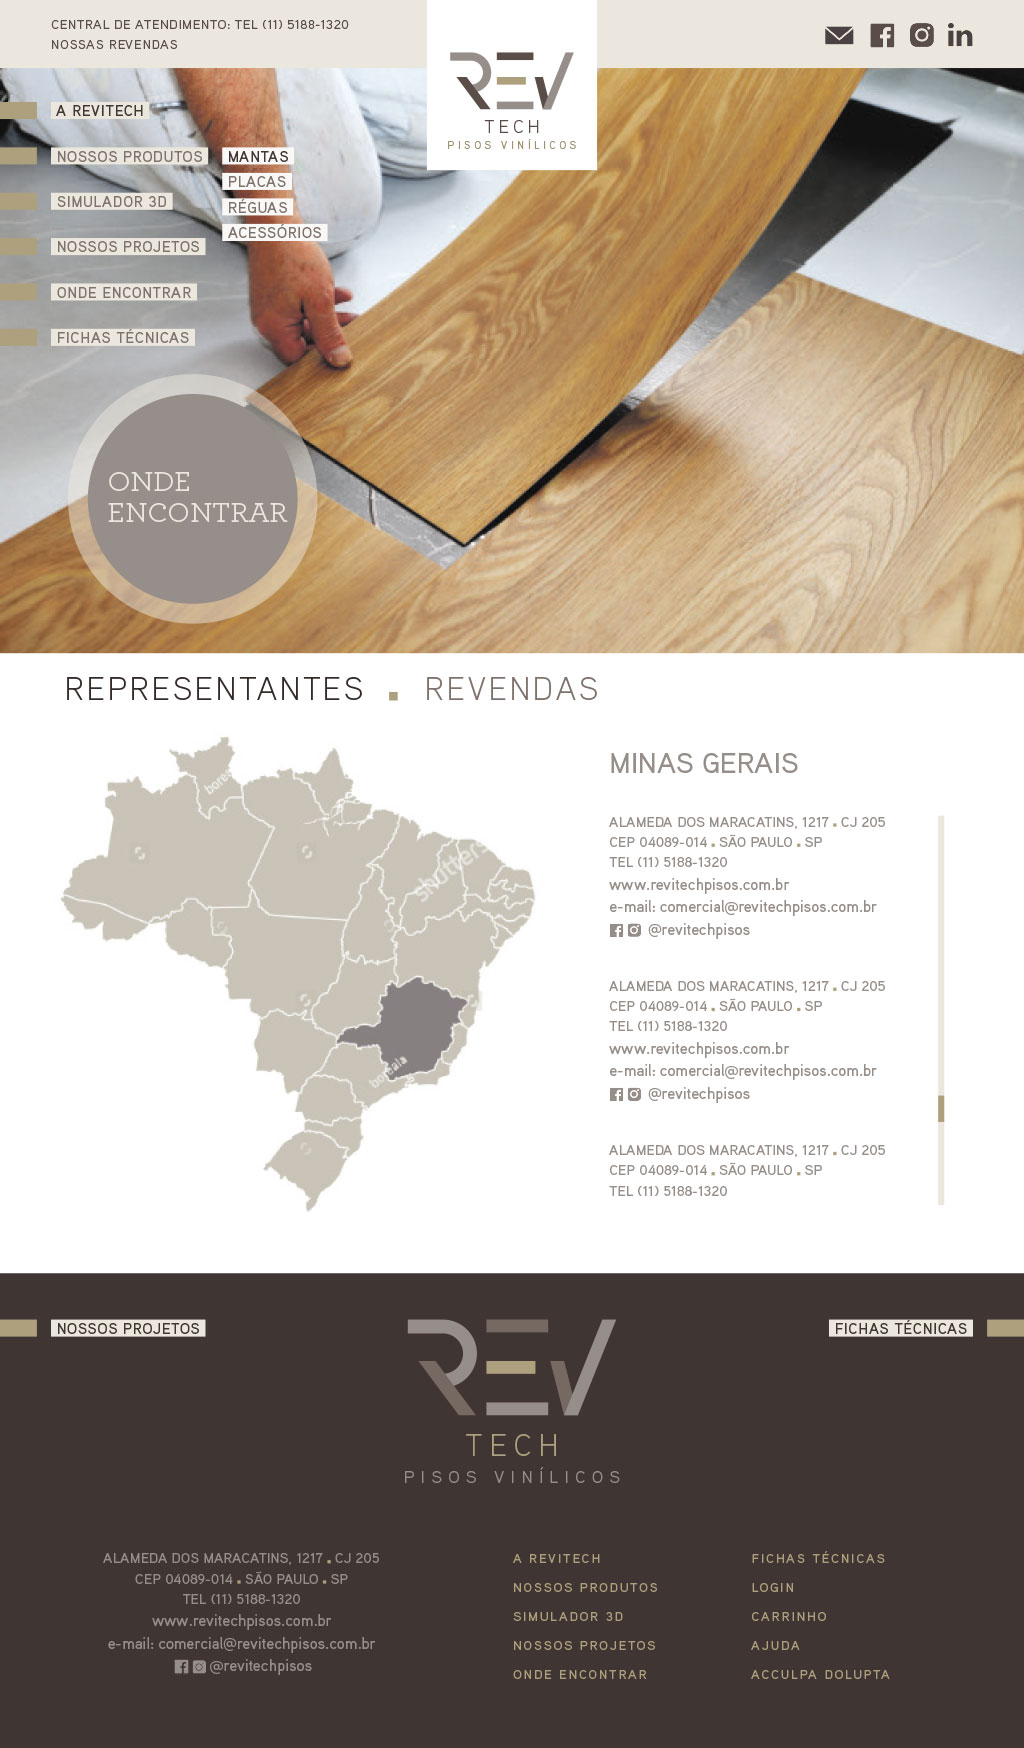 CENTRAL DE ATENDIMENTO: TEL (11) 5188-1320
NOSSAS REVENDAS
REV
TECH
PISOS VINÍLICOS
A REVITECH
NOSSOS PRODUTOS
MANTAS
PLACAS
RÉGUAS
ACESSÓRIOS
SIMULADOR 3D
NOSSOS PROJETOS
ONDE ENCONTRAR
FICHAS TÉCNICAS
ONDE
ENCONTRAR
REPRESENTANTES . REVENDAS
MINAS GERAIS
ALAMEDA DOS MARACATINS, 1217 . CJ 205
CEP 04089-014 . SÃO PAULO . SP
TEL (11) 5188-1320
www.revitechpisos.com.br
e-mail: comercial@revitechpisos.com.br
@revitechpisos
ALAMEDA DOS MARACATINS, 1217 . CJ 205
CEP 04089-014 . SÃO PAULO . SP
TEL (11) 5188-1320
www.revitechpisos.com.br
e-mail: comercial@revitechpisos.com.br
@revitechpisos
ALAMEDA DOS MARACATINS, 1217 . CJ 205
CEP 04089-014 . SÃO PAULO . SP
TEL (11) 5188-1320
NOSSOS PROJETOS
FICHAS TÉCNICAS
REV
TECH
PISOS VINÍLICOS
ALAMEDA DOS MARACATINS, 1217 . CJ 205
CEP 04089-014 . SÃO PAULO . SP
TEL (11) 5188-1320
www.revitechpisos.com.br
e-mail: comercial@revitechpisos.com.br
@revitechpisos
A REVITECH
NOSSOS PRODUTOS
SIMULADOR 3D
NOSSOS PROJETOS
ONDE ENCONTRAR
FICHAS TÉCNICAS
LOGIN
CARRINHO
AJUDA
ACCULPA DOLUPTA